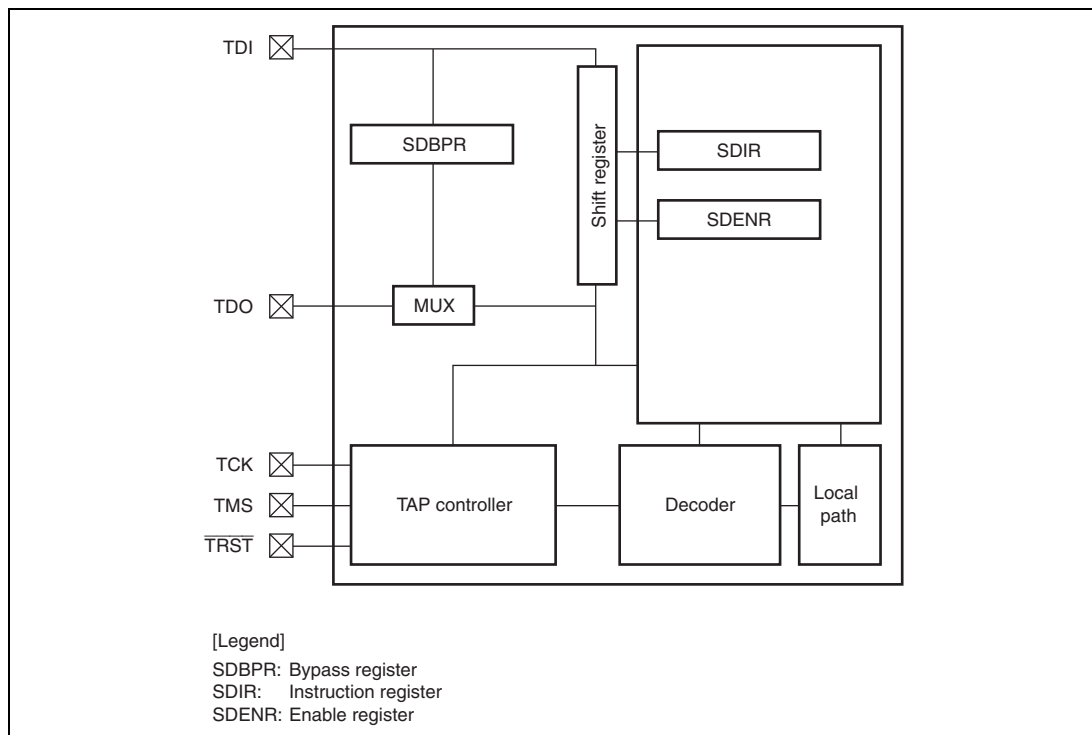 TDI
SDBPR
Shift register
SDIR
SDENR
TDO
MUX
TCK
TMS
TRST
TAP controller
Decoder
Local
path
[Legend]
SDBPR: Bypass register
SDIR: Instruction register
SDENR: Enable register